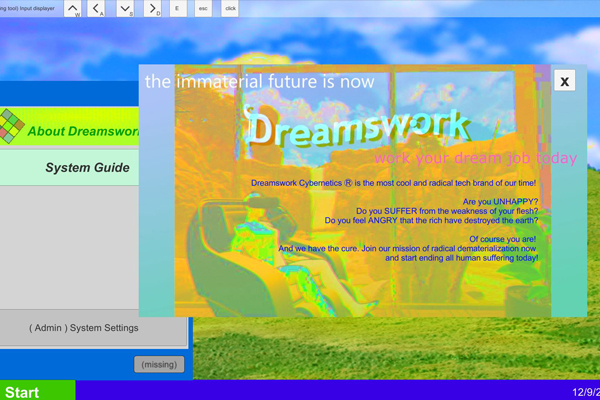 ng tool) Input displayer
W
A
S
D
E
esc
click
the immaterial future is now
x
Dreamswork
work your dream job today
About Dreamswor
System Guide
Dreamswork Cybernetics ® is the most cool and radical tech brand of our time!
Are you UNHAPPY?
Do you SUFFER from the weakness of your flesh?
Do you feel ANGRY that the rich have destroyed the earth?
Of course you are!
And we have the cure. Join our mission of radical dematerialization now
and start ending all human suffering today!
( Admin ) System Settings
(missing)
Start
12/9/2